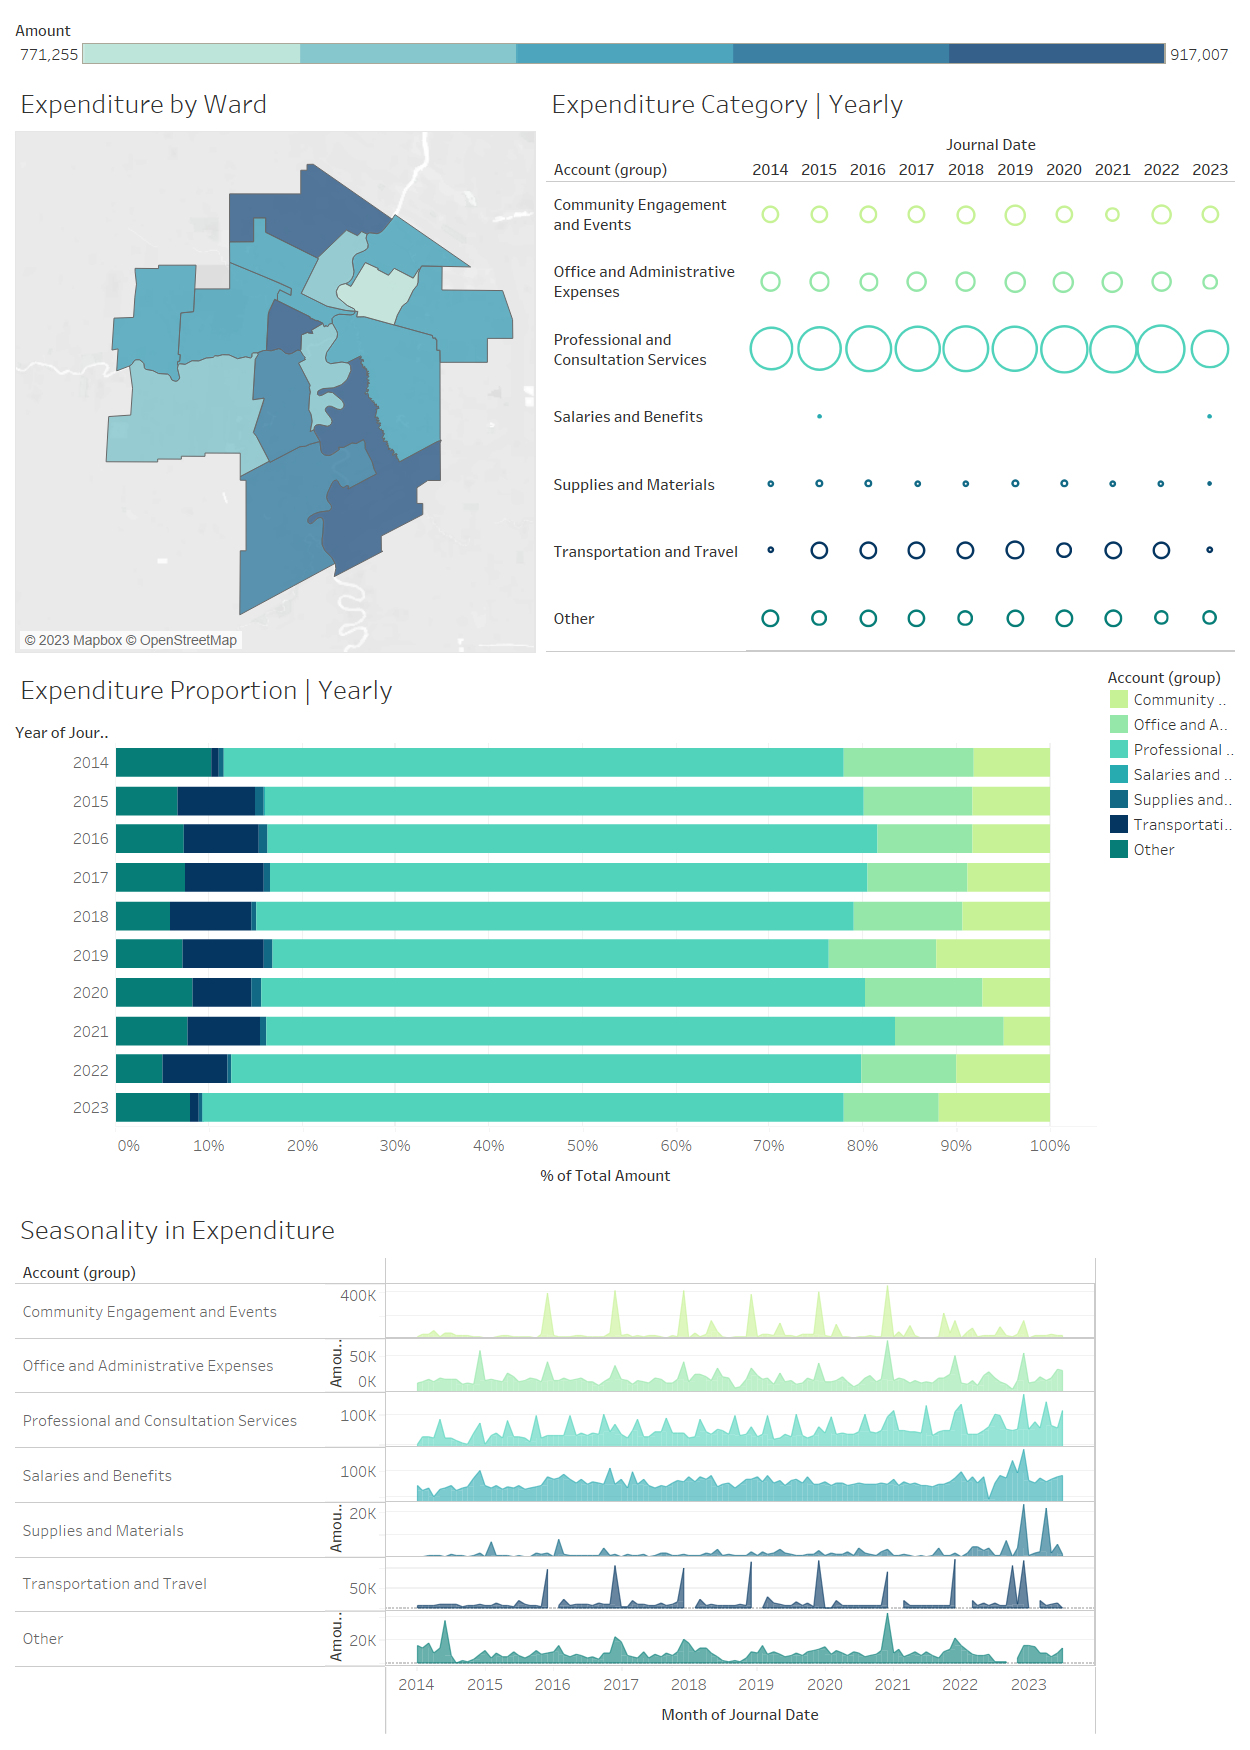 Amount
771,255
917,007
Expenditure by Ward
© 2023 Mapbox © OpenStreetMap
Expenditure Category | Yearly
Journal Date
Account (group) 2014 2015 2016 2017 2018 2019 2020 2021 2022 2023
Community Engagement
and Events
Office and Administrative
Expenses
Professional and
Consultation Services
Salaries and Benefits
Supplies and Materials
Transportation and Travel
Other
Expenditure Proportion | Yearly
Year of Jour..
2014
2015
2016
2017
2018
2019
2020
2021
2022
2023
0% 10% 20% 30% 40% 50% 60% 70% 80% 90% 100%
% of Total Amount
Account (group)
Community ..
Office and A..
Professional ..
Salaries and ..
Supplies and..
Transportati..
Other
Seasonality in Expenditure
Account (group)
Community Engagement and Events 400K
Office and Administrative Expenses Amou.. 50K
0K
Professional and Consultation Services 100K
Salaries and Benefits 100K
Supplies and Materials Amou.. 20K
Transportation and Travel 50K
Other Amou.. 20K
2014 2015 2016 2017 2018 2019 2020 2021 2022 2023
Month of Journal Date